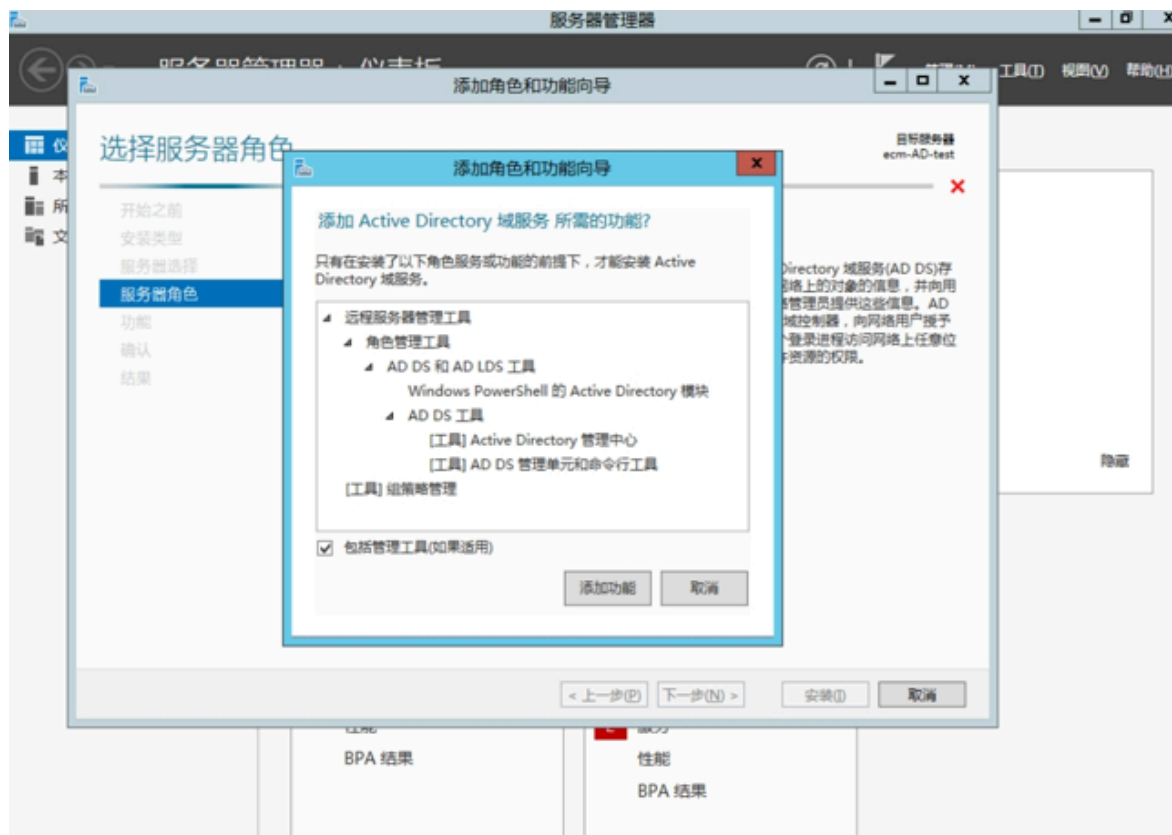 服务器管理器
工具(T) 视图(V) 帮助(H)
添加角色和功能向导
选择服务器角色
目标服务器
ecm-AD-test
开始之前
安装类型
服务器选择
服务器角色
功能
确认
结果
添加角色和功能向导
添加 Active Directory 域服务 所需的功能?
只有在安装了以下角色服务或功能的前提下，才能安装 Active
Directory 域服务。
远程服务器管理工具
角色管理工具
AD DS 和 AD LDS 工具
Windows PowerShell 的 Active Directory 模块
AD DS 工具
[工具] Active Directory 管理中心
[工具] AD DS 管理单元和命令行工具
[工具] 组策略管理
包括管理工具(如果适用)
添加功能 取消
Directory 域服务(AD DS)存
络上的对象的信息，并向用
管理员提供这些信息。AD
域控制器，向网络用户授予
登录进程访问网络上任意位
资源的权限。
隐藏
< 上一步(P) 下一步(N) > 安装(I) 取消
性能
BPA 结果
服务
性能
BPA 结果